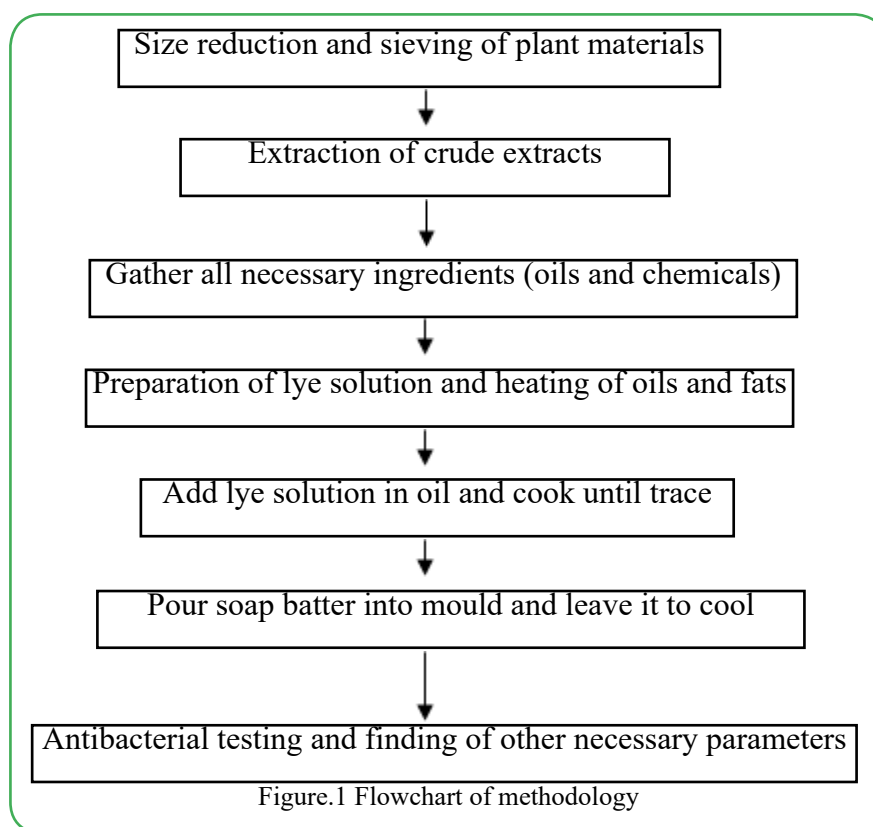 Size reduction and sieving of plant materials
Extraction of crude extracts
Gather all necessary ingredients (oils and chemicals)
Preparation of lye solution and heating of oils and fats
Add lye solution in oil and cook until trace
Pour soap batter into mould and leave it to cool
Antibacterial testing and finding of other necessary parameters
Figure.1 Flowchart of methodology